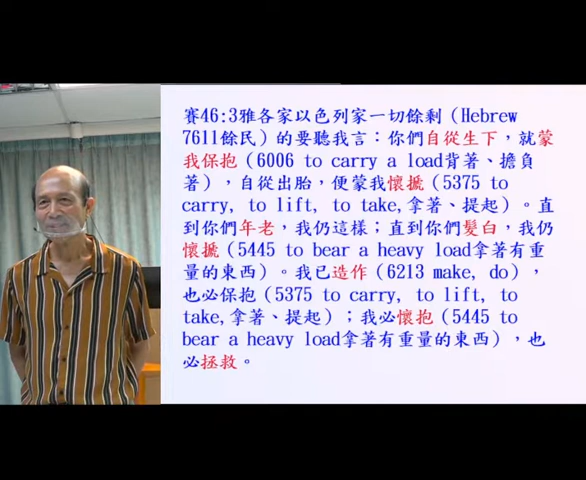 賽46:3雅各家以色列家一切餘剩（Hebrew
7611餘民）的要聽我言：你們自從生下，就蒙
我保抱（6006 to carry a load背著、擔負
著），自從出胎，便蒙我懷搋（5375 to
carry, to lift, to take,拿著、提起）。直
到你們年老，我仍這樣；直到你們髮白，我仍
懷搋（5445 to bear a heavy load拿著有重
量的東西）。我已造作（6213 make, do），
也必保抱（5375 to carry, to lift, to
take,拿著、提起）；我必懷抱（5445 to
bear a heavy load拿著有重量的東西），也
必拯救。